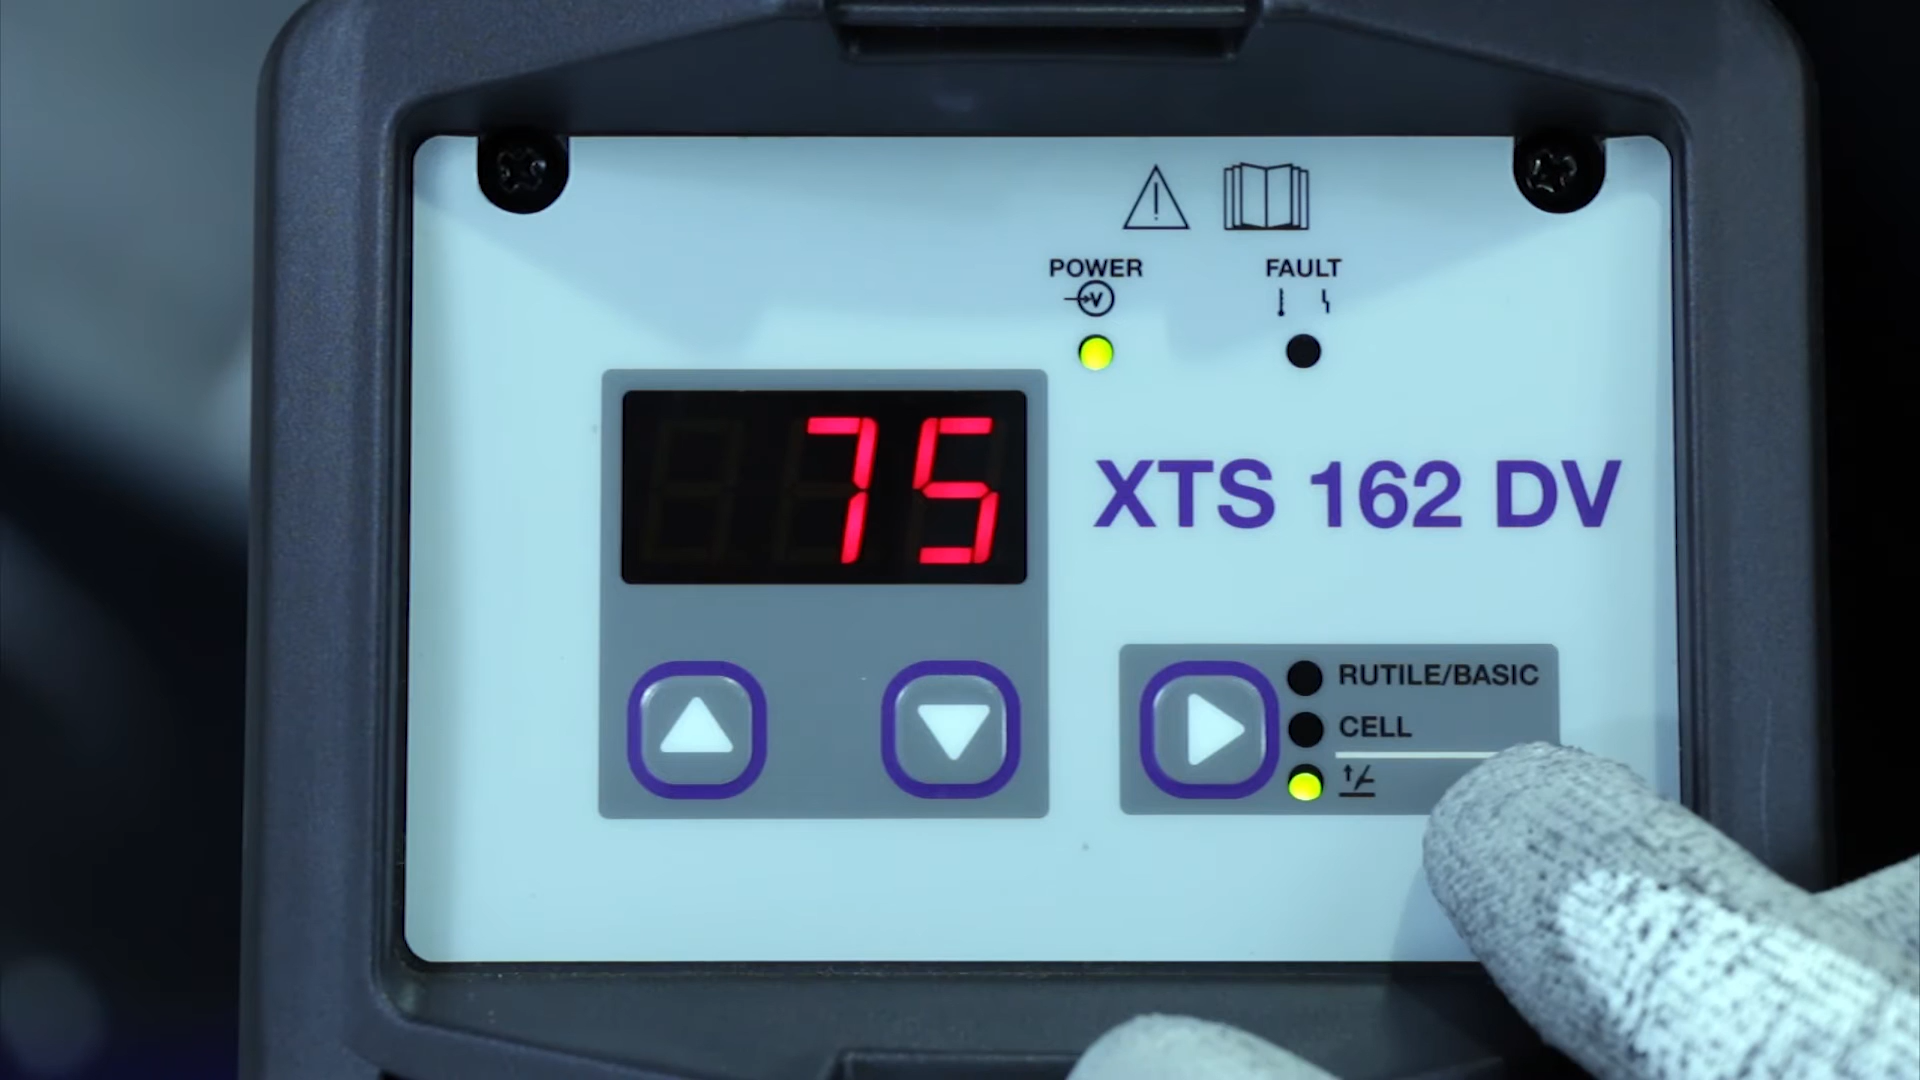 POWER
FAULT
V
75
XTS 162 DV
RUTILE/BASIC
CELL